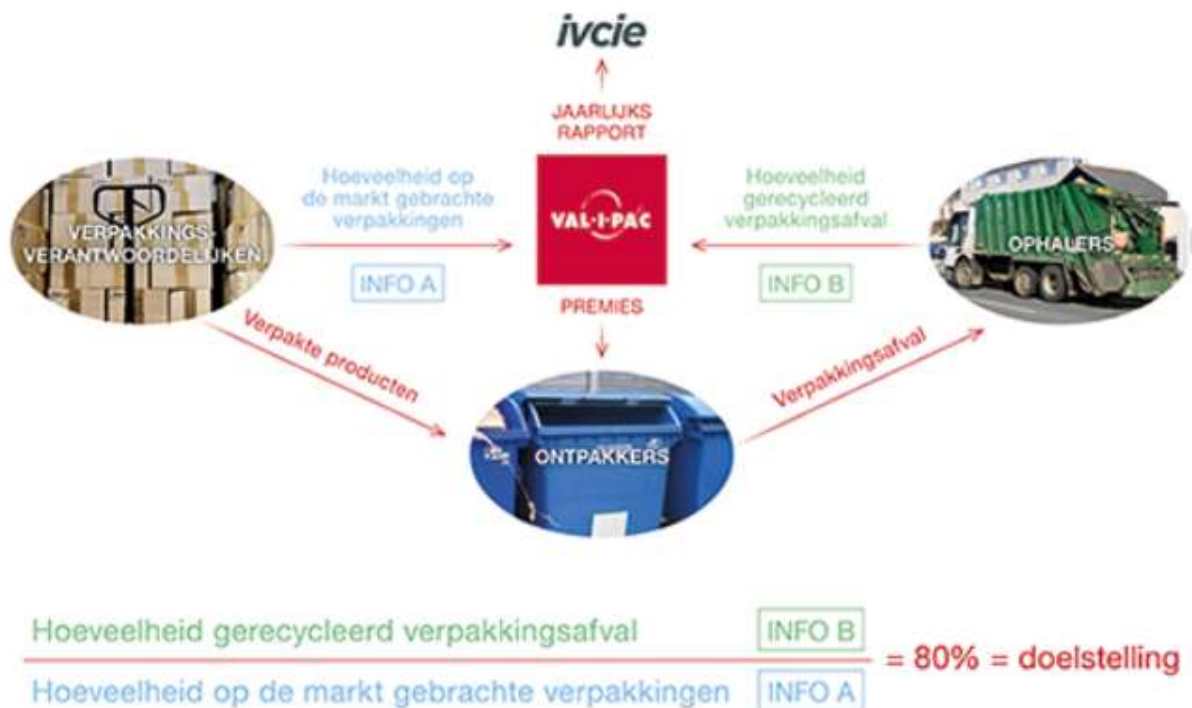 ivcie
JAARLIJKS
RAPPORT
Hoeveelheid op
de markt gebrachte
verpakkingen
Hoeveelheid
gerecycleerd
verpakkingsafval
VAL-I-PAC
VERPAKKINGS-
VERANTWOORDELIJKEN
OPHALERS
INFO A
INFO B
PREMIES
Verpakte producten
Verpakkingsafval
ONTPAKKERS
Hoeveelheid gerecycleerd verpakkingsafval INFO B
= 80% = doelstelling
Hoeveelheid op de markt gebrachte verpakkingen INFO A